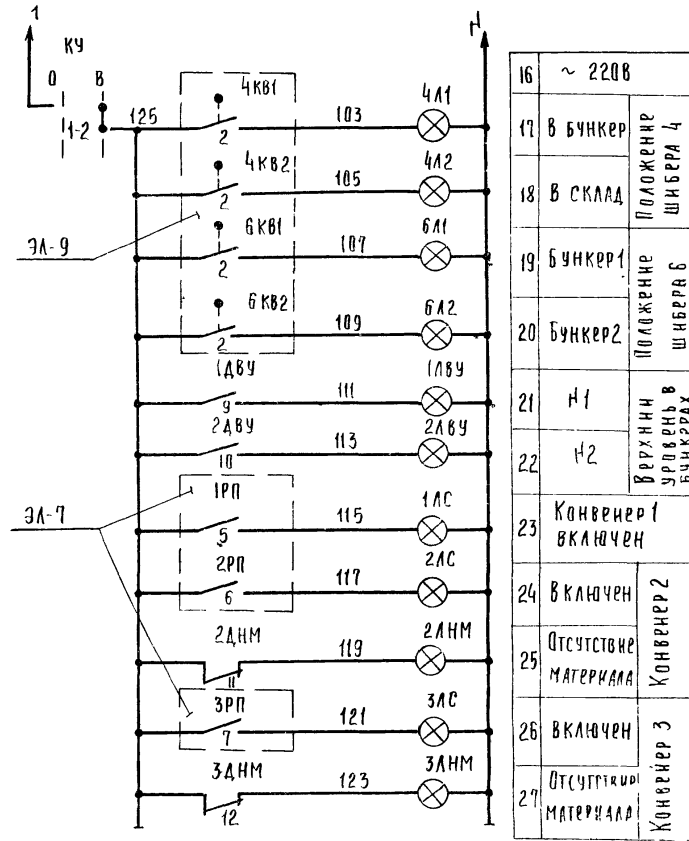 1
КУ
О В
1-2
125
Н
4КВ1
2
103
4Л1
4КВ2
2
105
4Л2
ЭЛ-9
6КВ1
2
107
6Л1
6КВ2
2
109
6Л2
1ДВУ
9
111
1ЛВУ
2ДВУ
10
113
2ЛВУ
ЭЛ-7
1РП
5
115
1ЛС
2РП
6
117
2ЛС
2ДНМ
11
119
2ЛНМ
3РП
7
121
3ЛС
3ДНМ
12
123
3ЛНМ
16 ~ 220В
17 В бункер
18 В склад
Положение
шибера 4
19 Бункер1
20 Бункер2
Положение
шибера 6
21 №1
22 №2
Верхний
уровень в
бункерах
23 Конвейер 1
включен
24 Включен
25 Отсутствие
материала
Конвейер 2
26 Включен
27 Отсутствие
материала
Конвейер 3